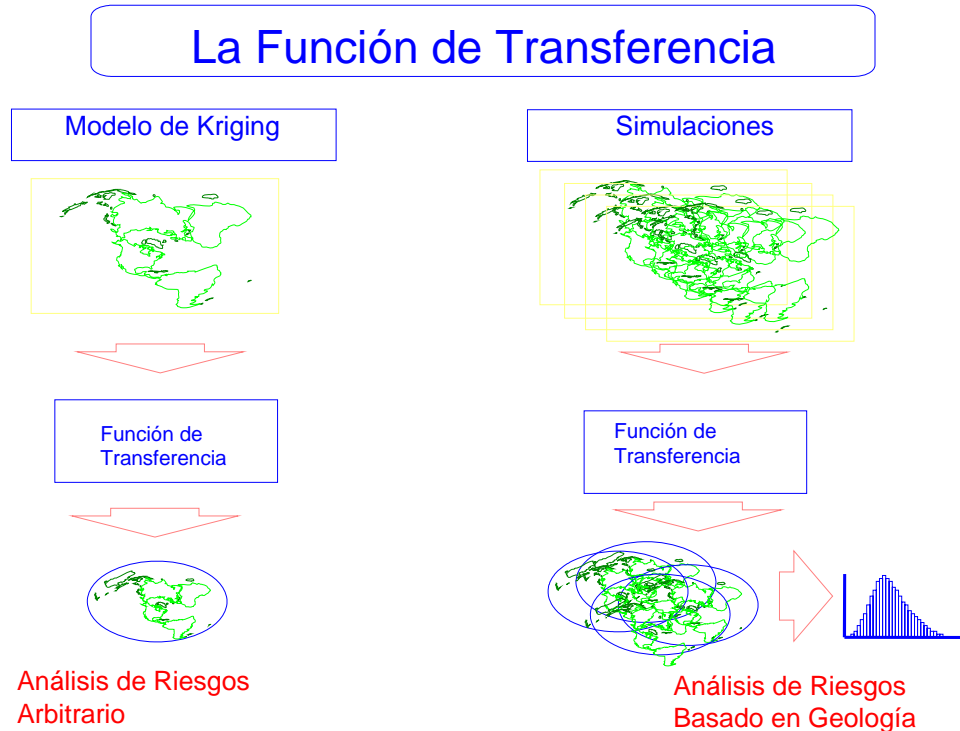 La Función de Transferencia
Modelo de Kriging
Simulaciones
Función de
Transferencia
Función de
Transferencia
Análisis de Riesgos
Arbitrario
Análisis de Riesgos
Basado en Geología